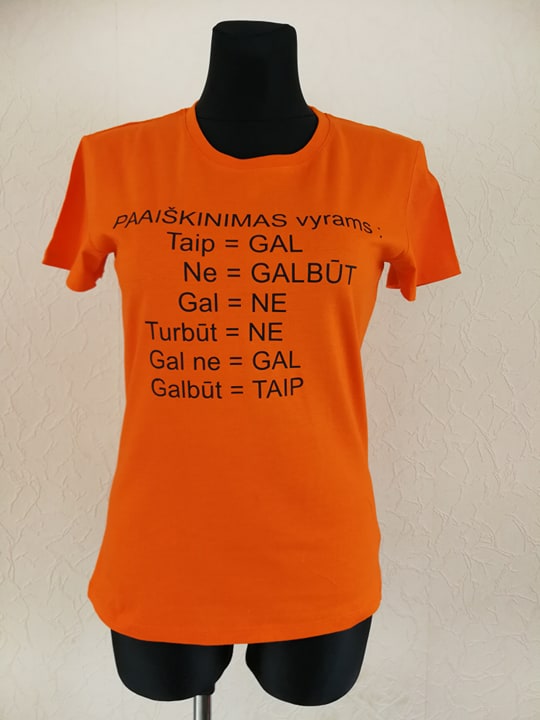 PAAIŠKINIMAS vyrams :
Taip = GAL
Ne = GALBŪT
Gal = NE
Turbūt = NE
Gal ne = GAL
Galbūt = TAIP